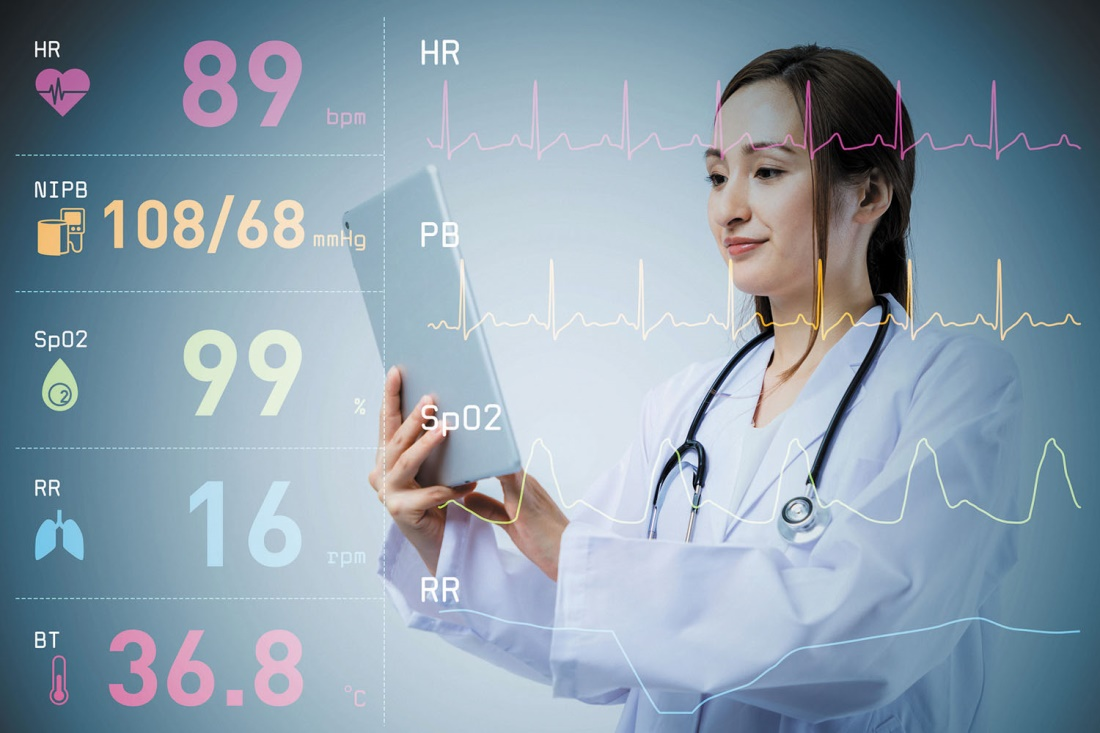 HR
89 bpm
NIPB
108/68 mmHg
SpO2
O2
99 %
RR
16 rpm
BT
36.8 °C
HR
PB
SpO2
RR